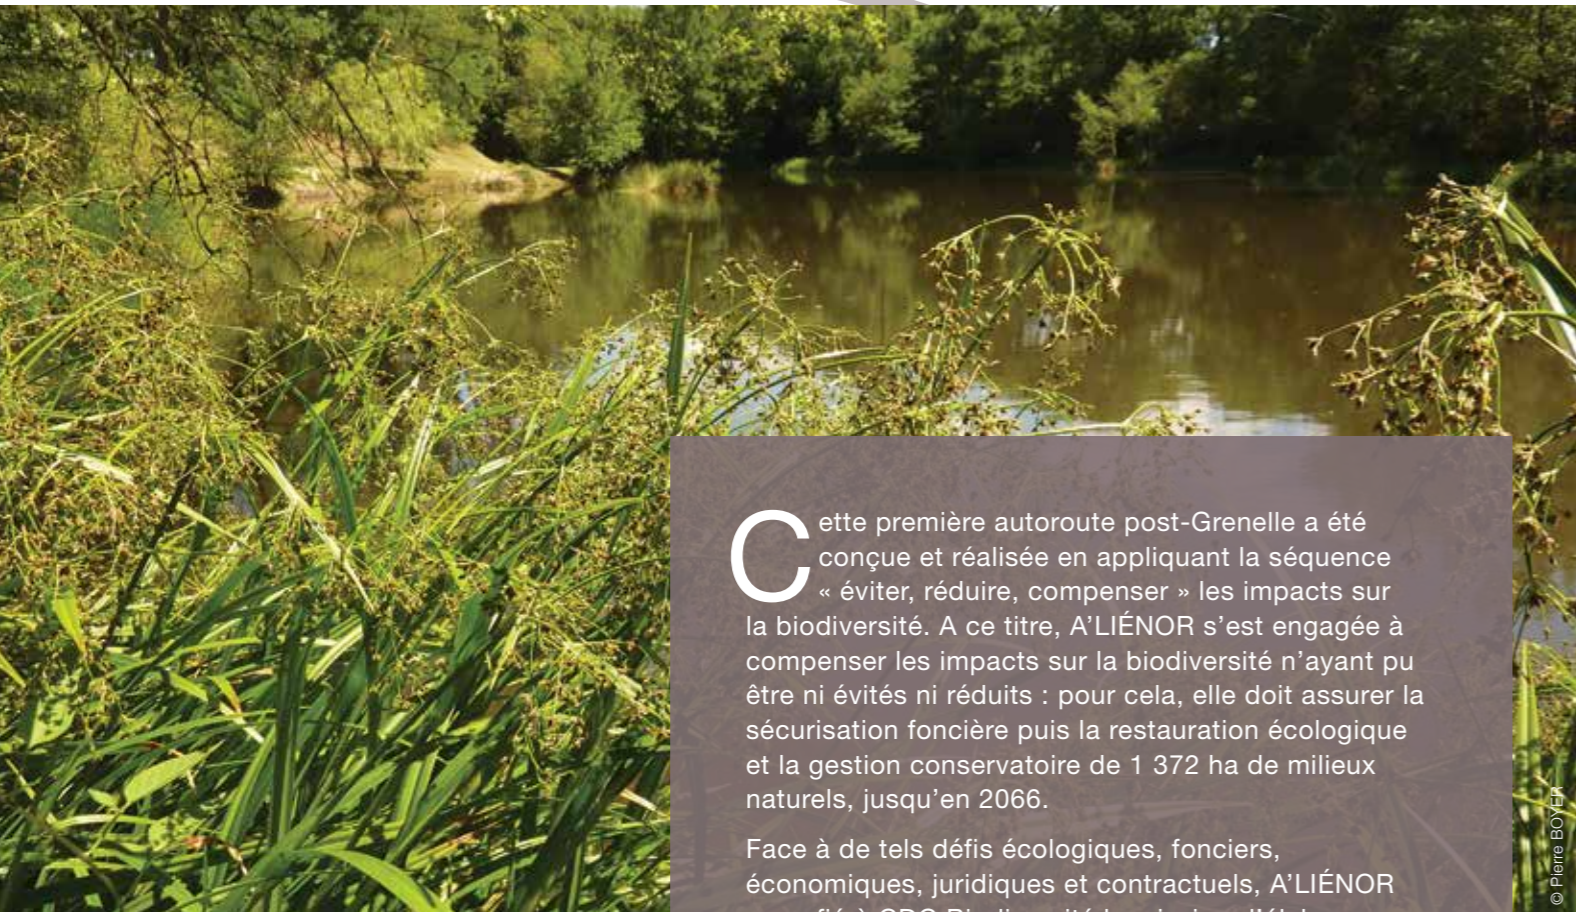 Cette première autoroute post-Grenelle a été
conçue et réalisée en appliquant la séquence
« éviter, réduire, compenser » les impacts sur
la biodiversité. A ce titre, A’LIÉNOR s’est engagée à
compenser les impacts sur la biodiversité n’ayant pu
être ni évités ni réduits : pour cela, elle doit assurer la
sécurisation foncière puis la restauration écologique
et la gestion conservatoire de 1 372 ha de milieux
naturels, jusqu’en 2066.
Face à de tels défis écologiques, fonciers,
économiques, juridiques et contractuels, A’LIÉNOR
© Pierre BOYER